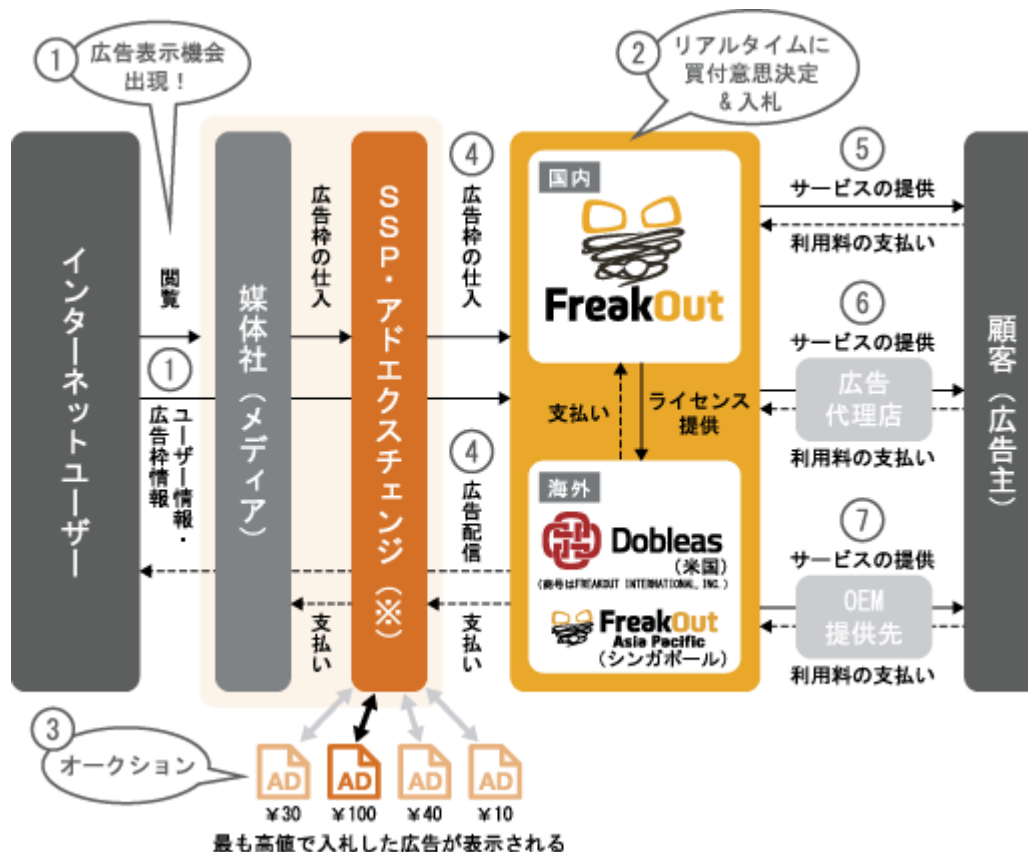 ① 広告表示機会
出現！
② リアルタイムに
買付意思決定
& 入札
インターネットユーザー
閲覧
①
ユーザー情報・
広告枠情報
媒体社（メディア）
広告枠の仕入
支払い
SSP・アドエクスチェンジ（※）
④
広告枠の仕入
④
広告配信
支払い
国内
FreakOut
支払い
ライセンス
提供
海外
Dobleas
（米国）
(商号はFREAKOUT INTERNATIONAL, INC.)
FreakOut
Asia Pacific
（シンガポール）
⑤
サービスの提供
利用料の支払い
⑥
サービスの提供
広告
代理店
利用料の支払い
⑦
サービスの提供
OEM
提供先
利用料の支払い
顧客（広告主）
③
オークション
AD
AD
AD
AD
¥30
¥100
¥40
¥10
最も高値で入札した広告が表示される